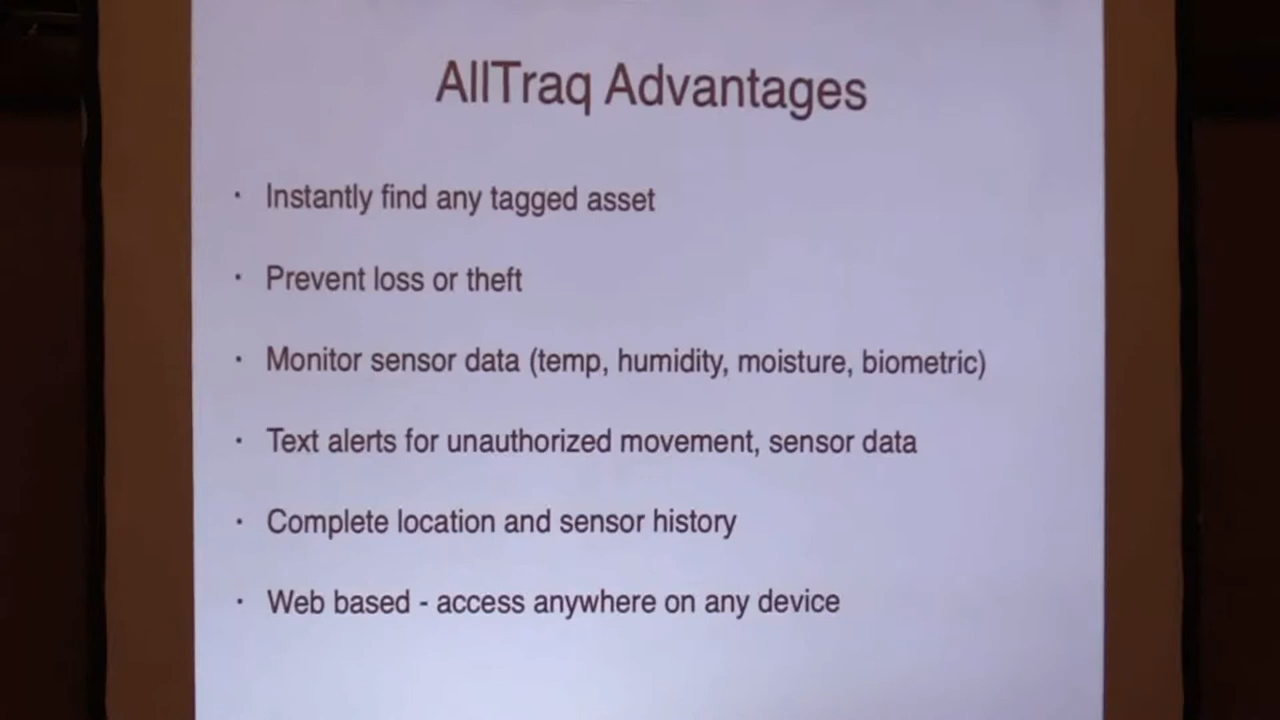 AllTraq Advantages
· Instantly find any tagged asset
· Prevent loss or theft
· Monitor sensor data (temp, humidity, moisture, biometric)
· Text alerts for unauthorized movement, sensor data
· Complete location and sensor history
· Web based - access anywhere on any device